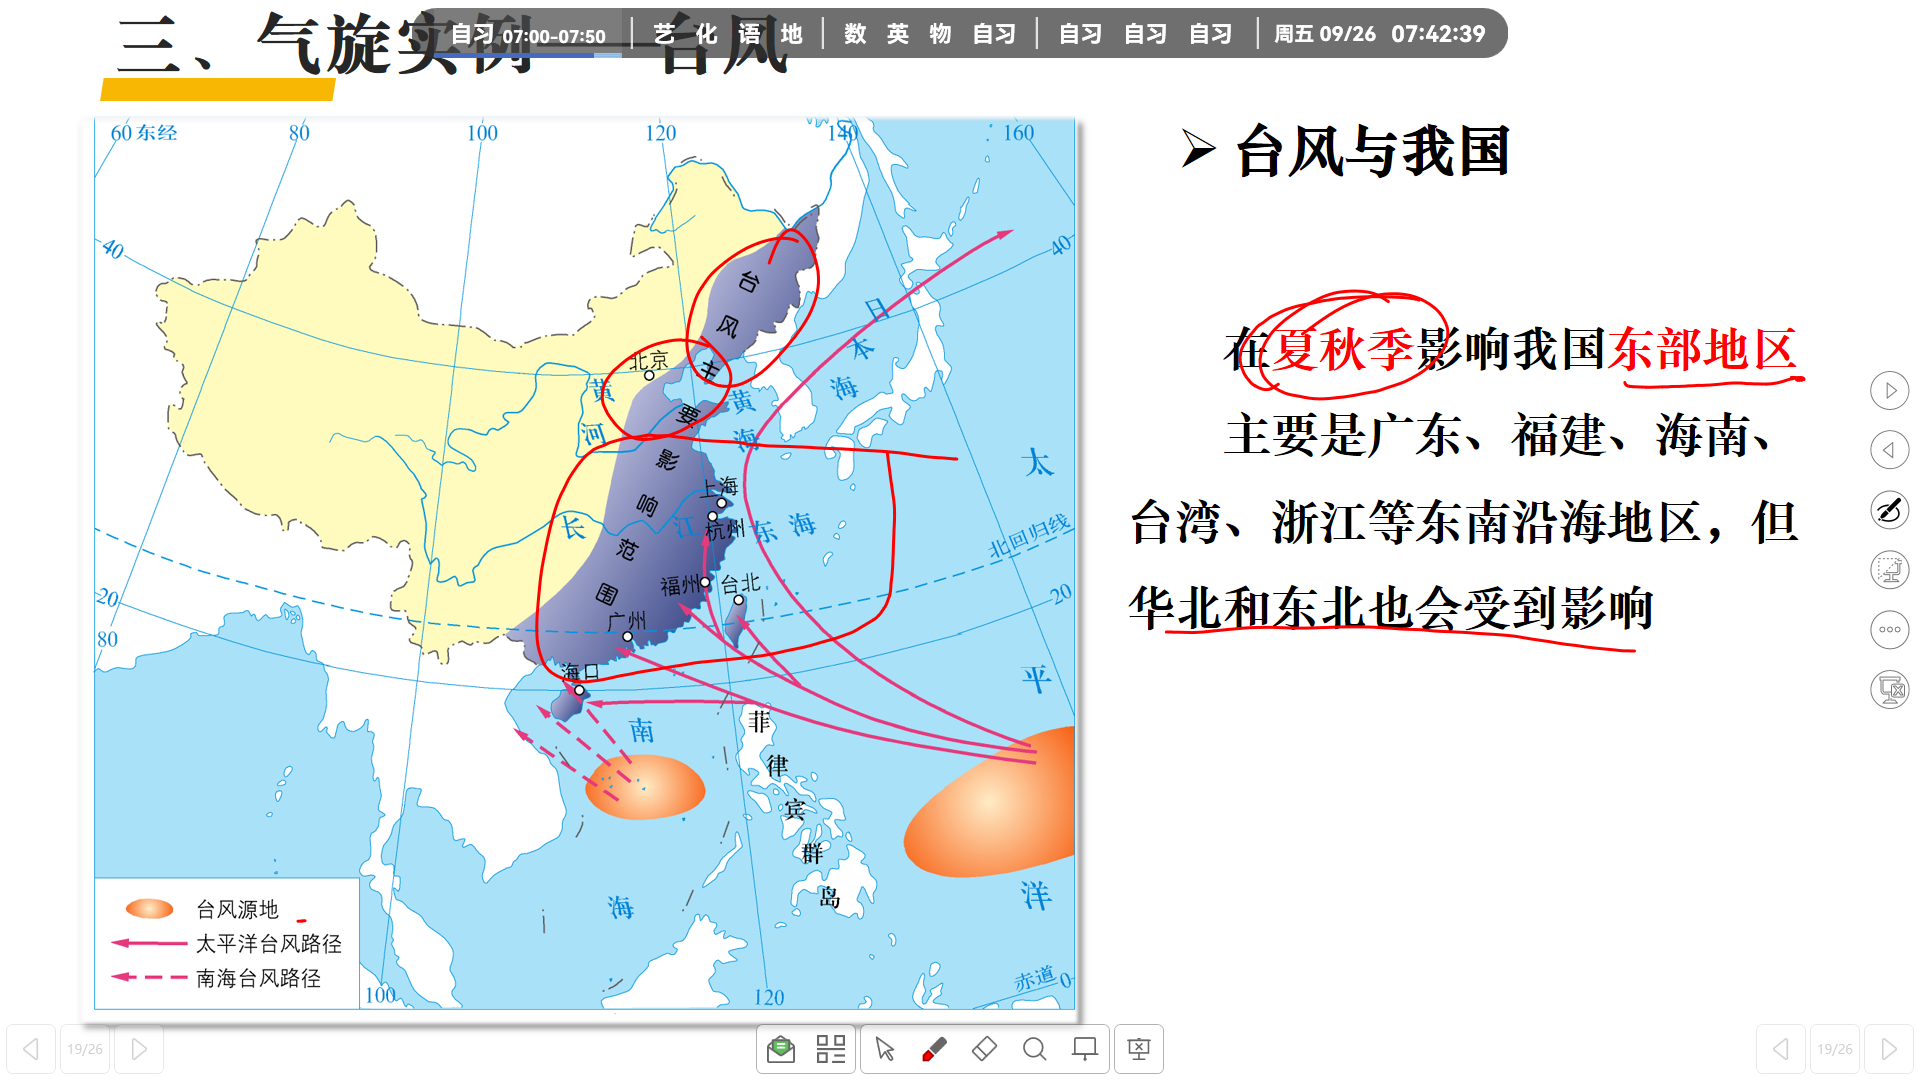 三、气旋实例——台风
自习 07:00-07:50 | 艺 化 语 地 | 数 英 物 自习 | 自习 自习 自习 | 周五 09/26 07:42:39
60 东经 80 100 120 140 160
40
40
20
20
80
100
120
0
台风主要影响范围
北京
上海
杭州
福州
台北
广州
海口
黄河
长江
黄海
东海
日本海
南海
太平洋
北回归线
赤道
菲律宾群岛
台风源地
太平洋台风路径
南海台风路径
➢ 台风与我国
在夏秋季影响我国东部地区
主要是广东、福建、海南、
台湾、浙江等东南沿海地区，但
华北和东北也会受到影响
19/26
19/26